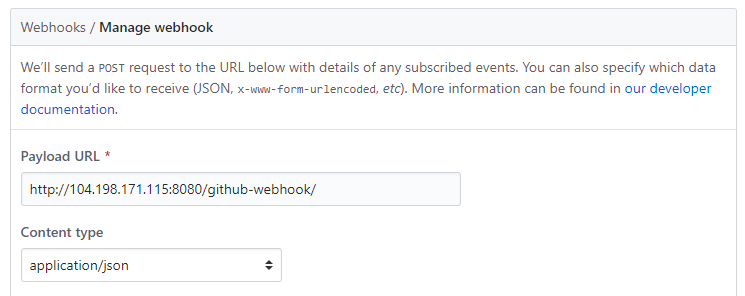 Webhooks / Manage webhook
We’ll send a POST request to the URL below with details of any subscribed events. You can also specify which data
format you’d like to receive (JSON, x-www-form-urlencoded, etc). More information can be found in our developer
documentation.
Payload URL *
http://104.198.171.115:8080/github-webhook/
Content type
application/json